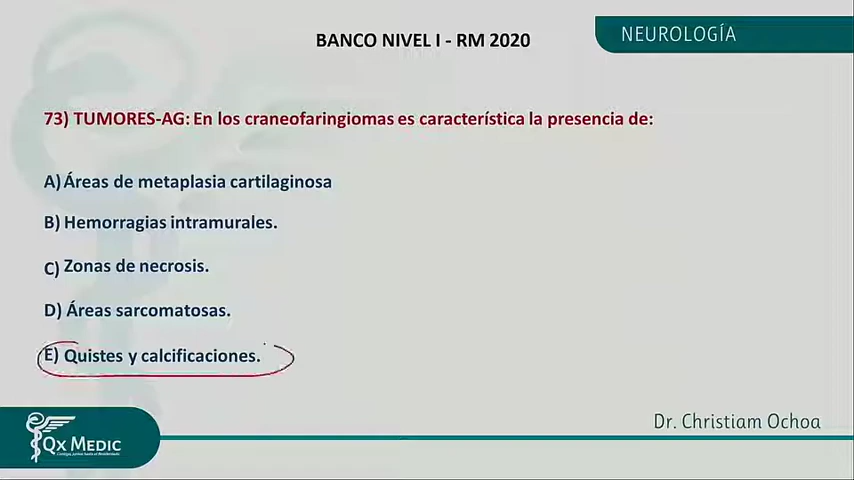 BANCO NIVEL I - RM 2020
NEUROLOGÍA
73) TUMORES-AG: En los craneofaringiomas es característica la presencia de:
A) Áreas de metaplasia cartilaginosa
B) Hemorragias intramurales.
C) Zonas de necrosis.
D) Áreas sarcomatosas.
E) Quistes y calcificaciones.
Dr. Christiam Ochoa
QX MEDIC